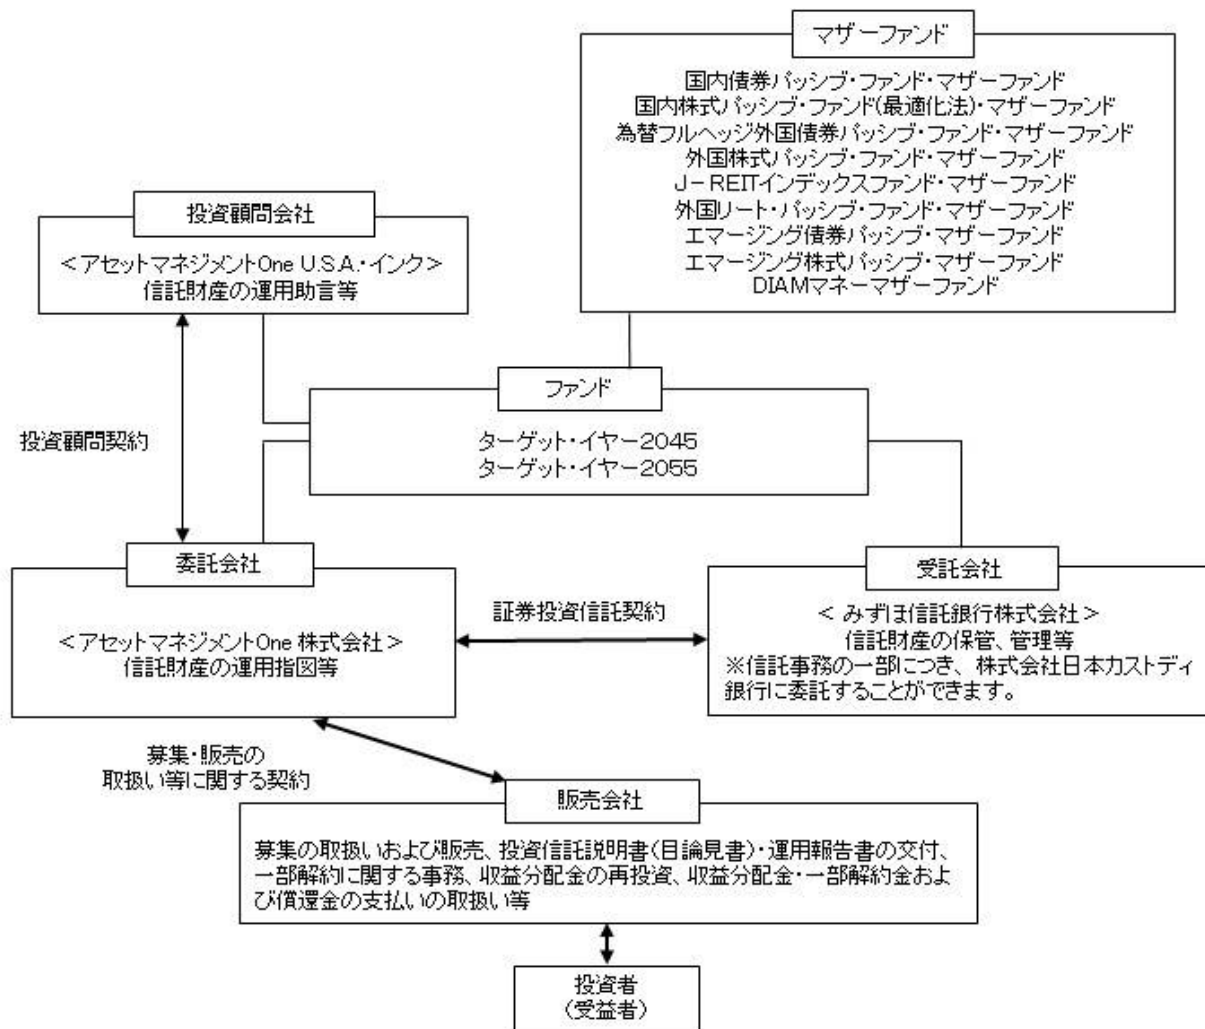 マザーファンド
国内債券パッシブ・ファンド・マザーファンド
国内株式パッシブ・ファンド(最適化法)・マザーファンド
為替フルヘッジ外国債券パッシブ・ファンド・マザーファンド
外国株式パッシブ・ファンド・マザーファンド
J－REITインデックスファンド・マザーファンド
外国リート・パッシブ・ファンド・マザーファンド
エマージング債券パッシブ・マザーファンド
エマージング株式パッシブ・マザーファンド
DIAMマネーマザーファンド
投資顧問会社
＜アセットマネジメントOne U.S.A.・インク＞
信託財産の運用助言等
ファンド
ターゲット・イヤー2045
ターゲット・イヤー2055
投資顧問契約
委託会社
＜アセットマネジメントOne 株式会社＞
信託財産の運用指図等
証券投資信託契約
受託会社
＜ みずほ信託銀行株式会社＞
信託財産の保管、管理等
※信託事務の一部につき、株式会社日本カストディ
銀行に委託することができます。
募集・販売の
取扱い等に関する契約
販売会社
募集の取扱いおよび販売、投資信託説明書(目論見書)・運用報告書の交付、
一部解約に関する事務、収益分配金の再投資、収益分配金・一部解約金およ
び償還金の支払いの取扱い等
投資者
（受益者）